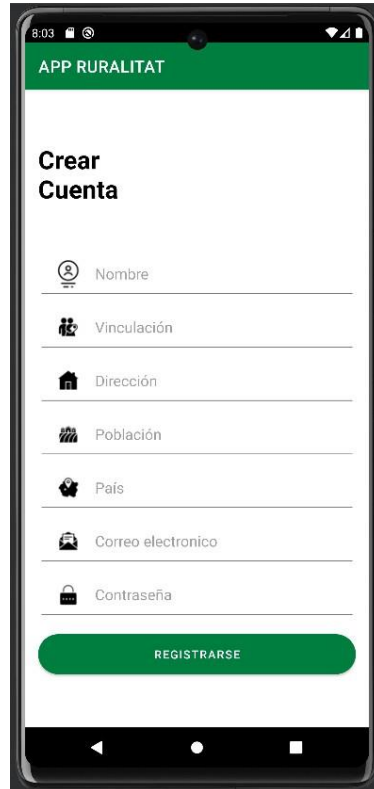 8:03
APP RURALITAT
Crear
Cuenta
Nombre
Vinculación
Dirección
Población
País
Correo electronico
Contraseña
REGISTRARSE